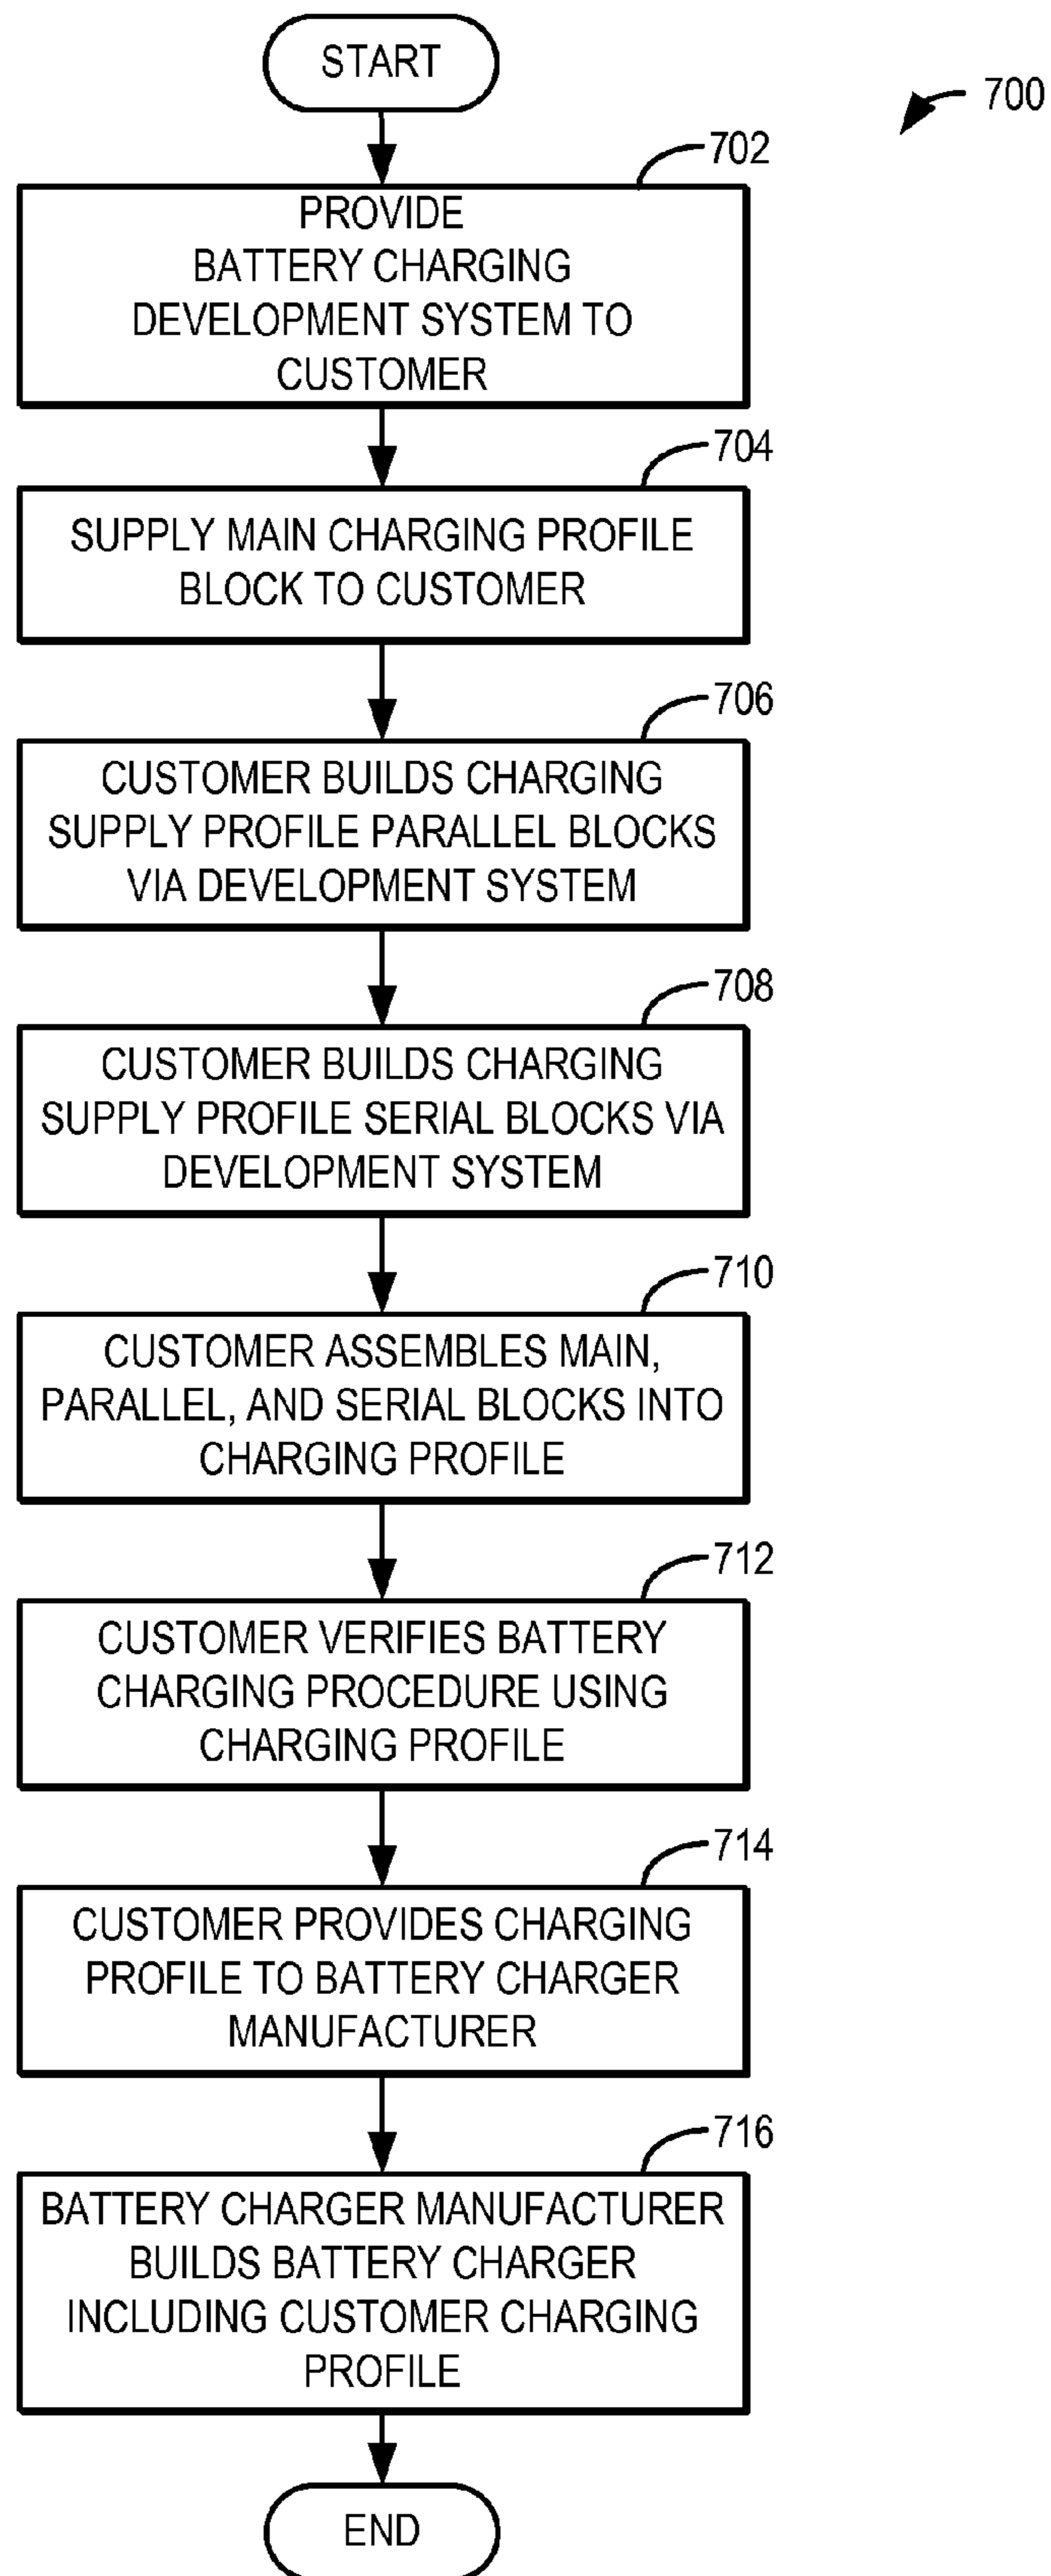 START
700
702
PROVIDE
BATTERY CHARGING
DEVELOPMENT SYSTEM TO
CUSTOMER
704
SUPPLY MAIN CHARGING PROFILE
BLOCK TO CUSTOMER
706
CUSTOMER BUILDS CHARGING
SUPPLY PROFILE PARALLEL BLOCKS
VIA DEVELOPMENT SYSTEM
708
CUSTOMER BUILDS CHARGING
SUPPLY PROFILE SERIAL BLOCKS VIA
DEVELOPMENT SYSTEM
710
CUSTOMER ASSEMBLES MAIN,
PARALLEL, AND SERIAL BLOCKS INTO
CHARGING PROFILE
712
CUSTOMER VERIFIES BATTERY
CHARGING PROCEDURE USING
CHARGING PROFILE
714
CUSTOMER PROVIDES CHARGING
PROFILE TO BATTERY CHARGER
MANUFACTURER
716
BATTERY CHARGER MANUFACTURER
BUILDS BATTERY CHARGER
INCLUDING CUSTOMER CHARGING
PROFILE
END